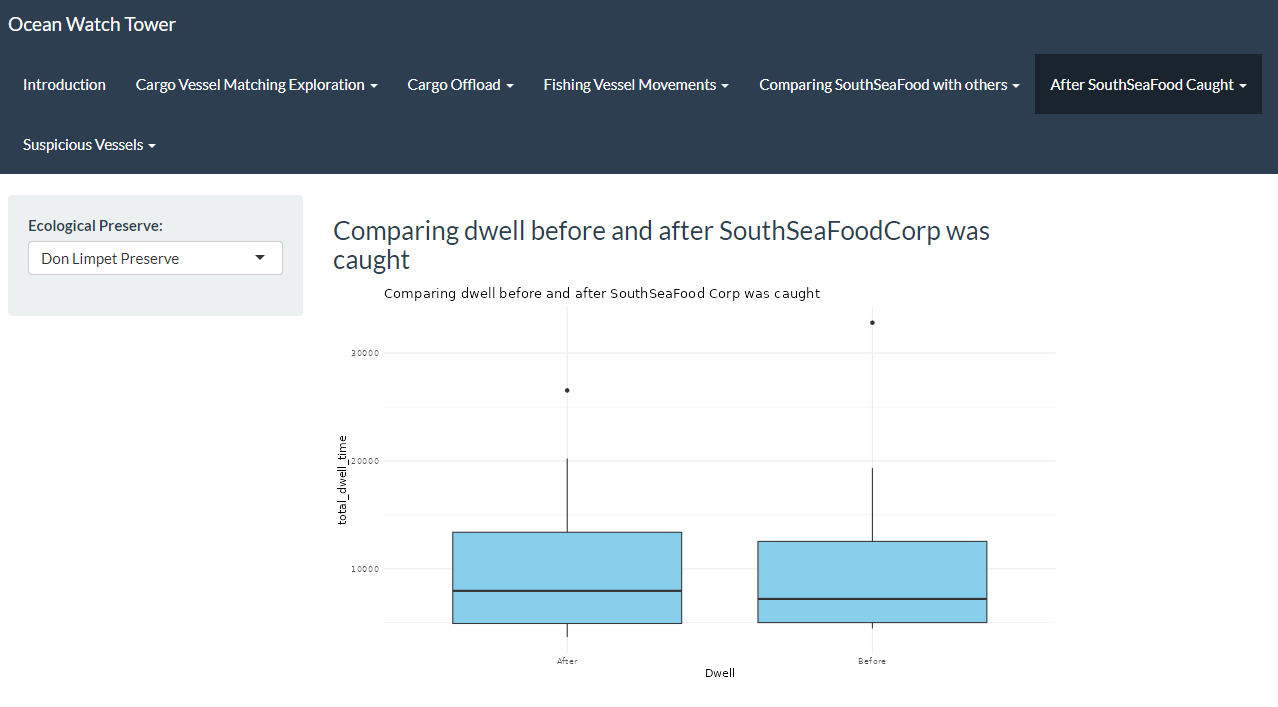 Ocean Watch Tower
Introduction
Cargo Vessel Matching Exploration
Cargo Offload
Fishing Vessel Movements
Comparing SouthSeaFood with others
After SouthSeaFood Caught
Suspicious Vessels
Ecological Preserve:
Don Limpet Preserve
Comparing dwell before and after SouthSeaFoodCorp was
caught
Comparing dwell before and after SouthSeaFood Corp was caught
30000
20000
10000
total_dwell_time
After
Before
Dwell